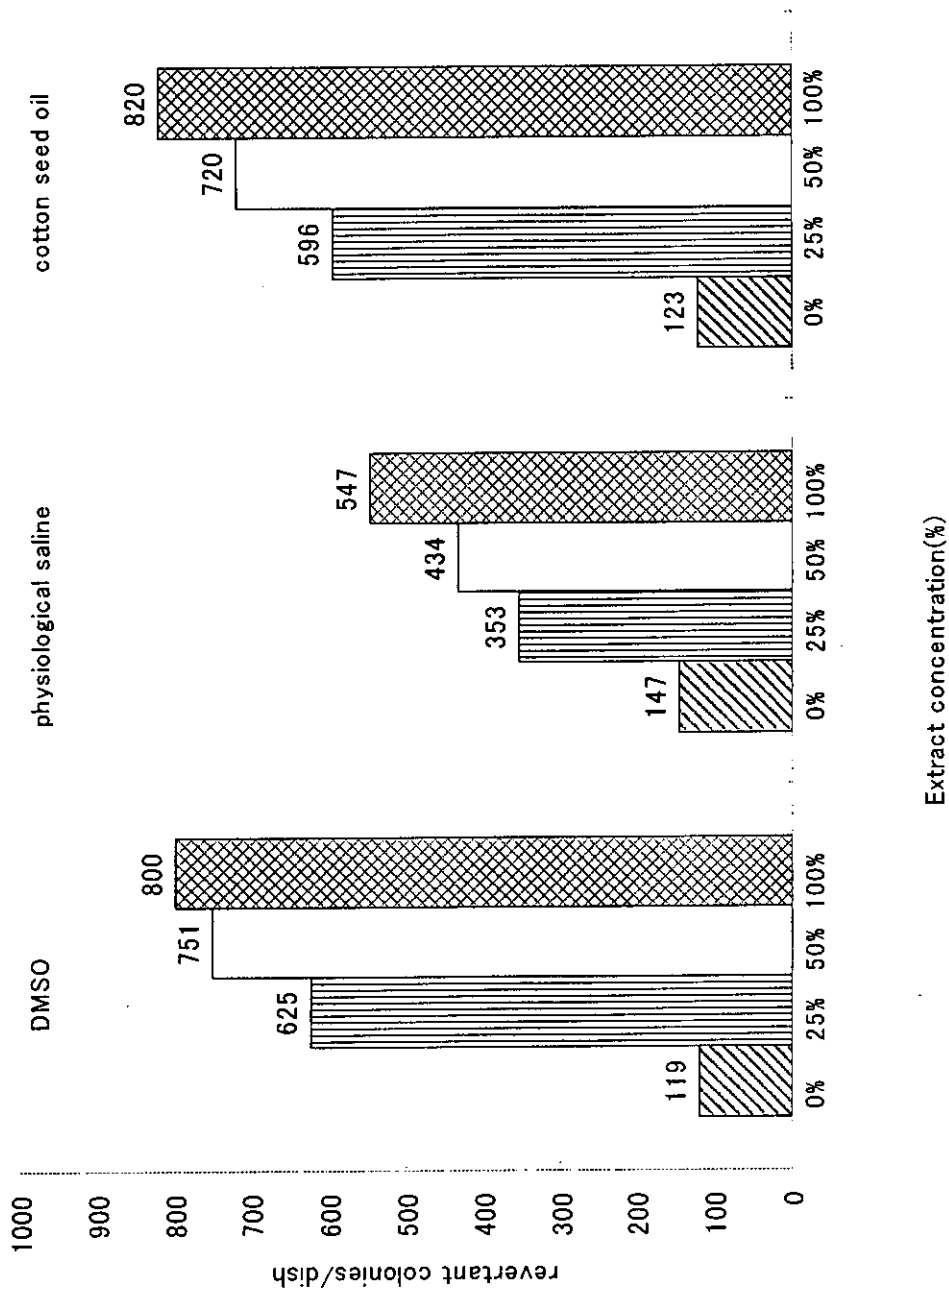 DMSO
physiological saline
cotton seed oil
revertant colonies/dish
1000
900
800
700
600
500
400
300
200
100
0
119
625
751
800
147
353
434
547
123
596
720
820
0% 25% 50% 100%
0% 25% 50% 100%
0% 25% 50% 100%
Extract concentration(%)